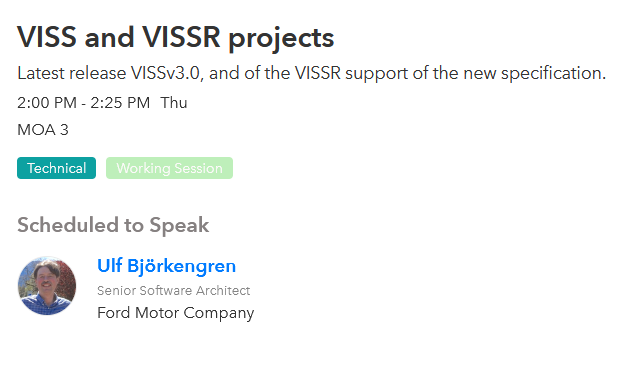 VISS and VISSR projects
Latest release VISSv3.0, and of the VISSR support of the new specification.
2:00 PM - 2:25 PM Thu
MOA 3
Technical Working Session
Scheduled to Speak
Ulf Björkengren
Senior Software Architect
Ford Motor Company